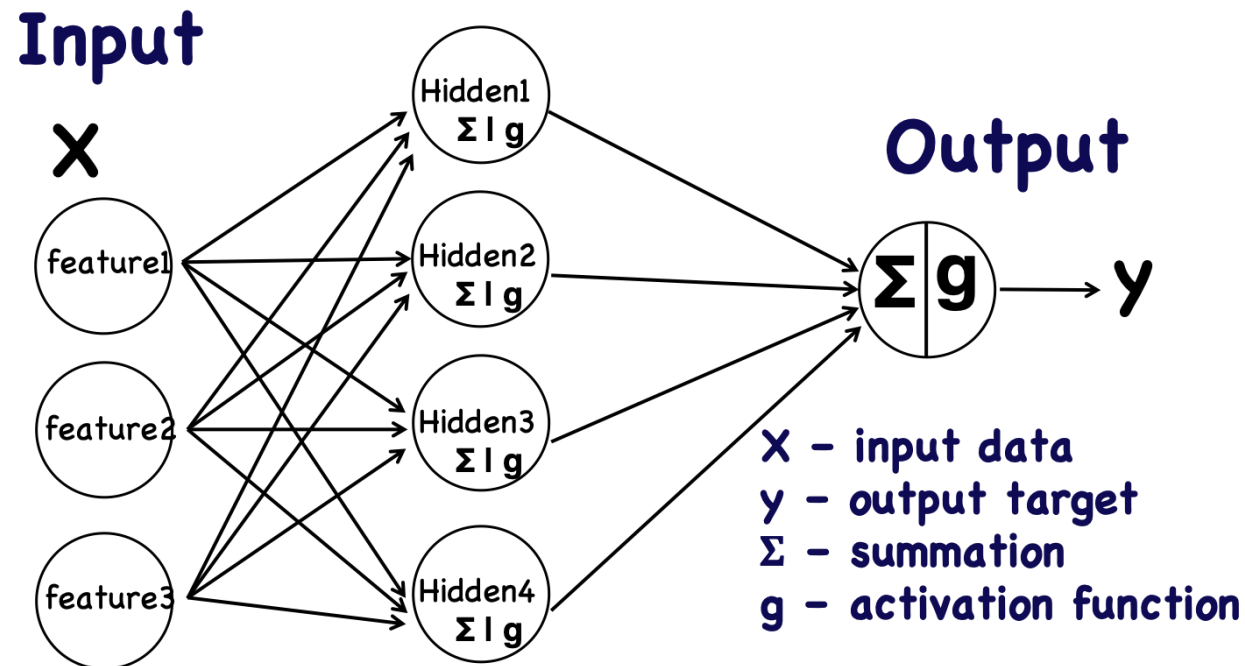 Input
X
feature1
feature2
feature3
Hidden1
Σ | g
Hidden2
Σ | g
Hidden3
Σ | g
Hidden4
Σ | g
Output
Σ | g
y
X - input data
y - output target
Σ - summation
g - activation function